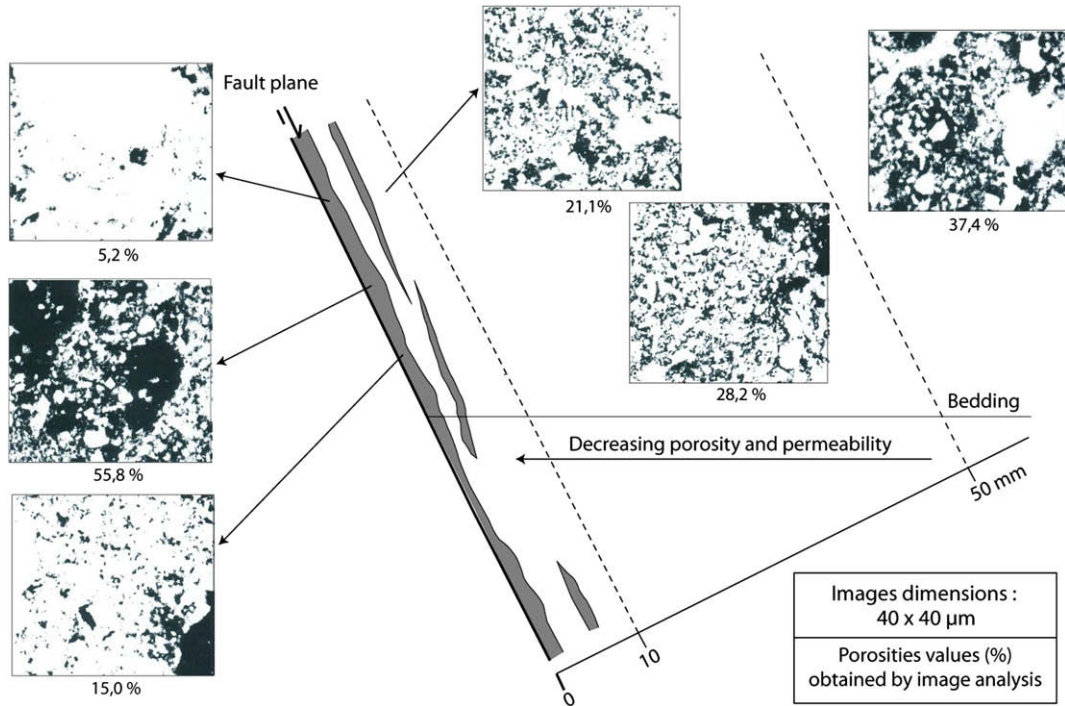 Fault plane
5,2 %
55,8 %
15,0 %
21,1%
28,2 %
37,4 %
Bedding
Decreasing porosity and permeability
0
10
50 mm
Images dimensions :
40 x 40 µm
Porosities values (%)
obtained by image analysis